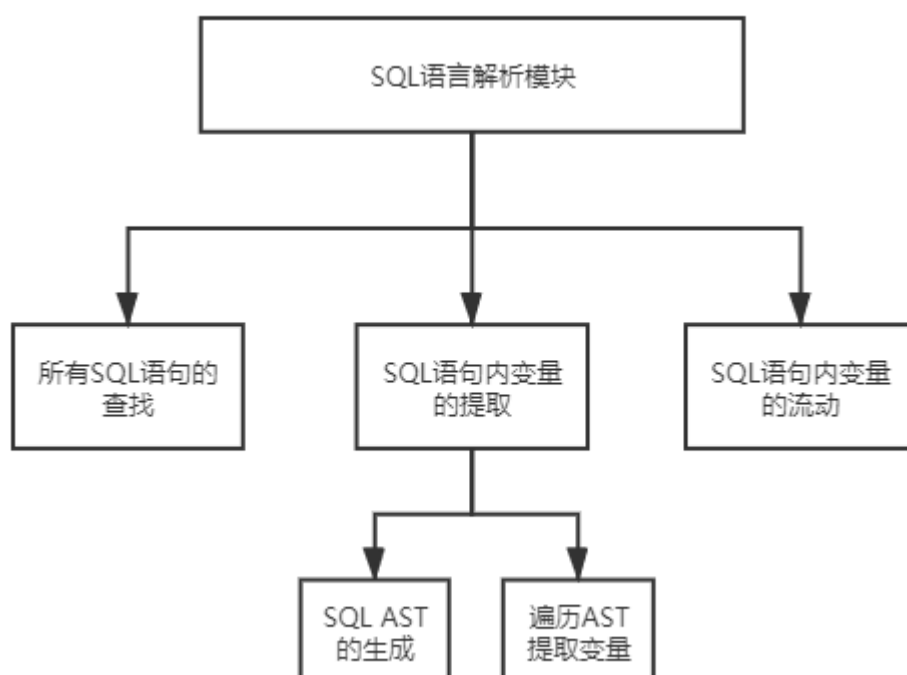 SQL语言解析模块
所有SQL语句的
查找
SQL语句内变量
的提取
SQL语句内变量
的流动
SQL AST
的生成
遍历AST
提取变量